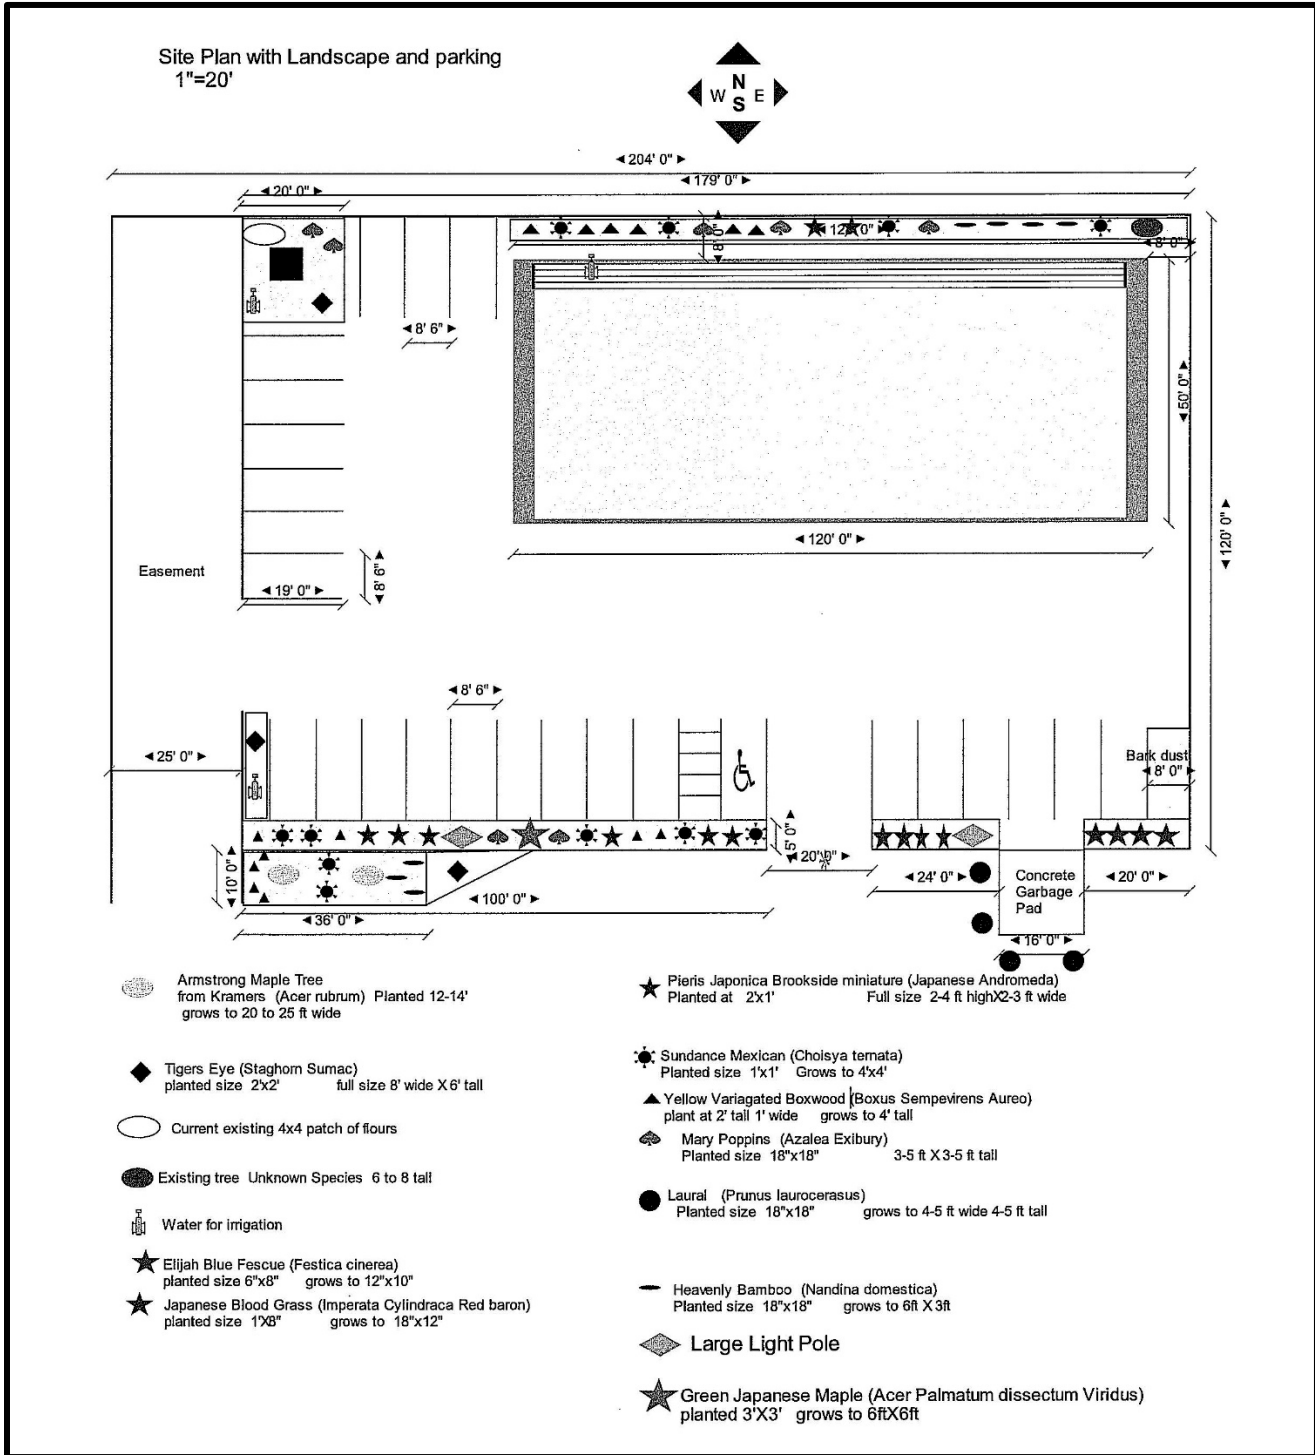 Site Plan with Landscape and parking
1"=20'
N
W E
S
204' 0"
179' 0"
20' 0"
8' 0"
8' 0"
8' 6"
50' 0"
120' 0"
120' 0"
Easement
8' 6"
19' 0"
8' 6"
25' 0"
Bark dust
8' 0"
5' 0"
20' 0"
10' 0"
24' 0"
Concrete
Garbage
Pad
20' 0"
100' 0"
36' 0"
16' 0"
Armstrong Maple Tree
from Kramers (Acer rubrum) Planted 12-14'
grows to 20 to 25 ft wide
Tigers Eye (Staghorn Sumac)
planted size 2'x2' full size 8' wide X 6' tall
Current existing 4x4 patch of flours
Existing tree Unknown Species 6 to 8 tall
Water for irrigation
Elijah Blue Fescue (Festica cinerea)
planted size 6"x8" grows to 12"x10"
Japanese Blood Grass (Imperata Cylindraca Red baron)
planted size 1'X8" grows to 18"x12"
Pieris Japonica Brookside miniature (Japanese Andromeda)
Planted at 2'x1' Full size 2-4 ft highX2-3 ft wide
Sundance Mexican (Choisya ternata)
Planted size 1'x1' Grows to 4'x4'
Yellow Variagated Boxwood (Boxus Sempevirens Aureo)
plant at 2' tall 1' wide grows to 4' tall
Mary Poppins (Azalea Exibury)
Planted size 18"x18" 3-5 ft X 3-5 ft tall
Laural (Prunus laurocerasus)
Planted size 18"x18" grows to 4-5 ft wide 4-5 ft tall
Heavenly Bamboo (Nandina domestica)
Planted size 18"x18" grows to 6ft X 3ft
Large Light Pole
Green Japanese Maple (Acer Palmatum dissectum Viridus)
planted 3'X3' grows to 6ftX6ft